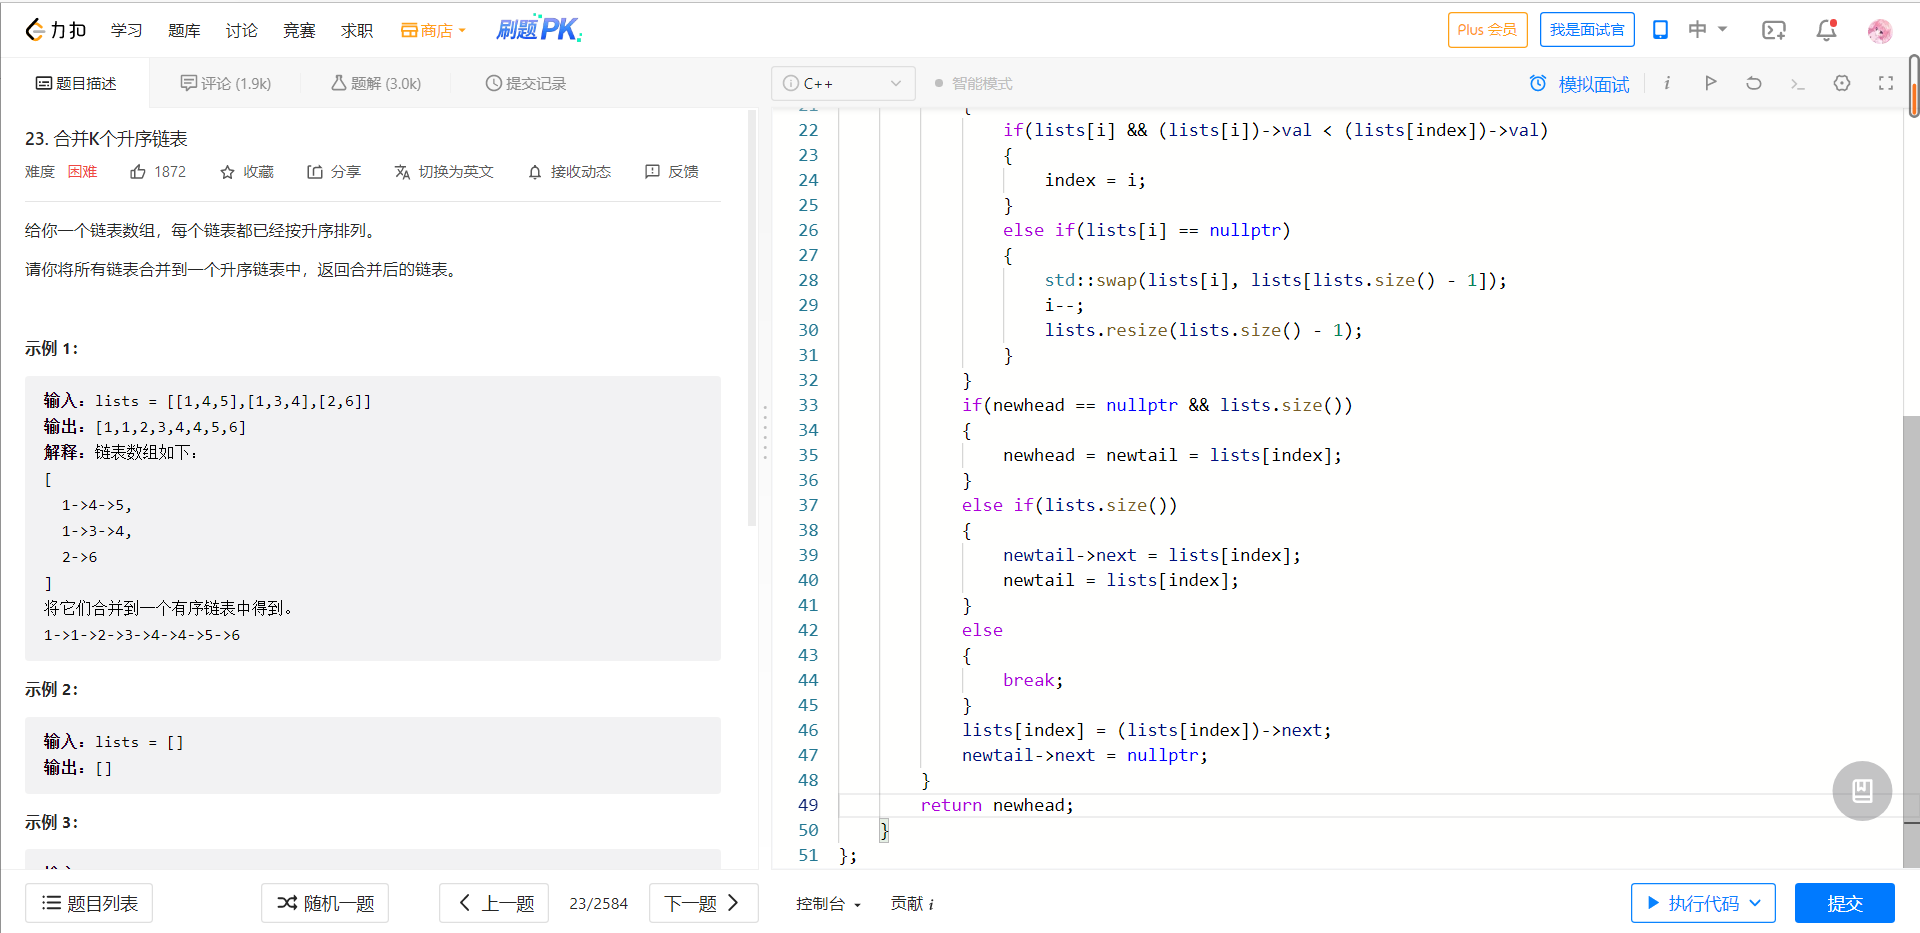 力扣 学习 题库 讨论 竞赛 求职 商店 刷题PK Plus 会员 我是面试官 中
题目描述 评论 (1.9k) 题解 (3.0k) 提交记录
23. 合并K个升序链表
难度 困难 1872 收藏 分享 切换为英文 接收动态 反馈
给你一个链表数组，每个链表都已经按升序排列。
请你将所有链表合并到一个升序链表中，返回合并后的链表。
示例 1：
输入：lists = [[1,4,5],[1,3,4],[2,6]]
输出：[1,1,2,3,4,4,5,6]
解释：链表数组如下：
[
  1->4->5,
  1->3->4,
  2->6
]
将它们合并到一个有序链表中得到。
1->1->2->3->4->4->5->6
示例 2：
输入：lists = []
输出：[]
示例 3：
C++ 智能模式 模拟面试
21 {
22 if(lists[i] && (lists[i])->val < (lists[index])->val)
23 {
24 index = i;
25 }
26 else if(lists[i] == nullptr)
27 {
28 std::swap(lists[i], lists[lists.size() - 1]);
29 i--;
30 lists.resize(lists.size() - 1);
31 }
32 }
33 if(newhead == nullptr && lists.size())
34 {
35 newhead = newtail = lists[index];
36 }
37 else if(lists.size())
38 {
39 newtail->next = lists[index];
40 newtail = lists[index];
41 }
42 else
43 {
44 break;
45 }
46 lists[index] = (lists[index])->next;
47 newtail->next = nullptr;
48 }
49 return newhead;
50 }
51 };
题目列表 随机一题 上一题 23/2584 下一题 控制台 贡献 i 执行代码 提交